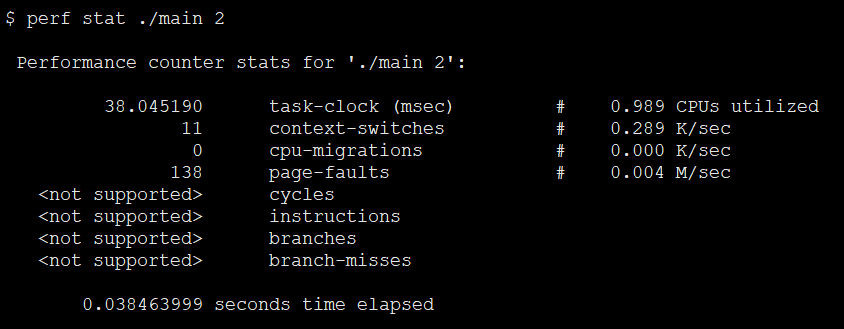 $ perf stat ./main 2
Performance counter stats for './main 2':
38.045190 task-clock (msec) # 0.989 CPUs utilized
11 context-switches # 0.289 K/sec
0 cpu-migrations # 0.000 K/sec
138 page-faults # 0.004 M/sec
<not supported> cycles
<not supported> instructions
<not supported> branches
<not supported> branch-misses
0.038463999 seconds time elapsed